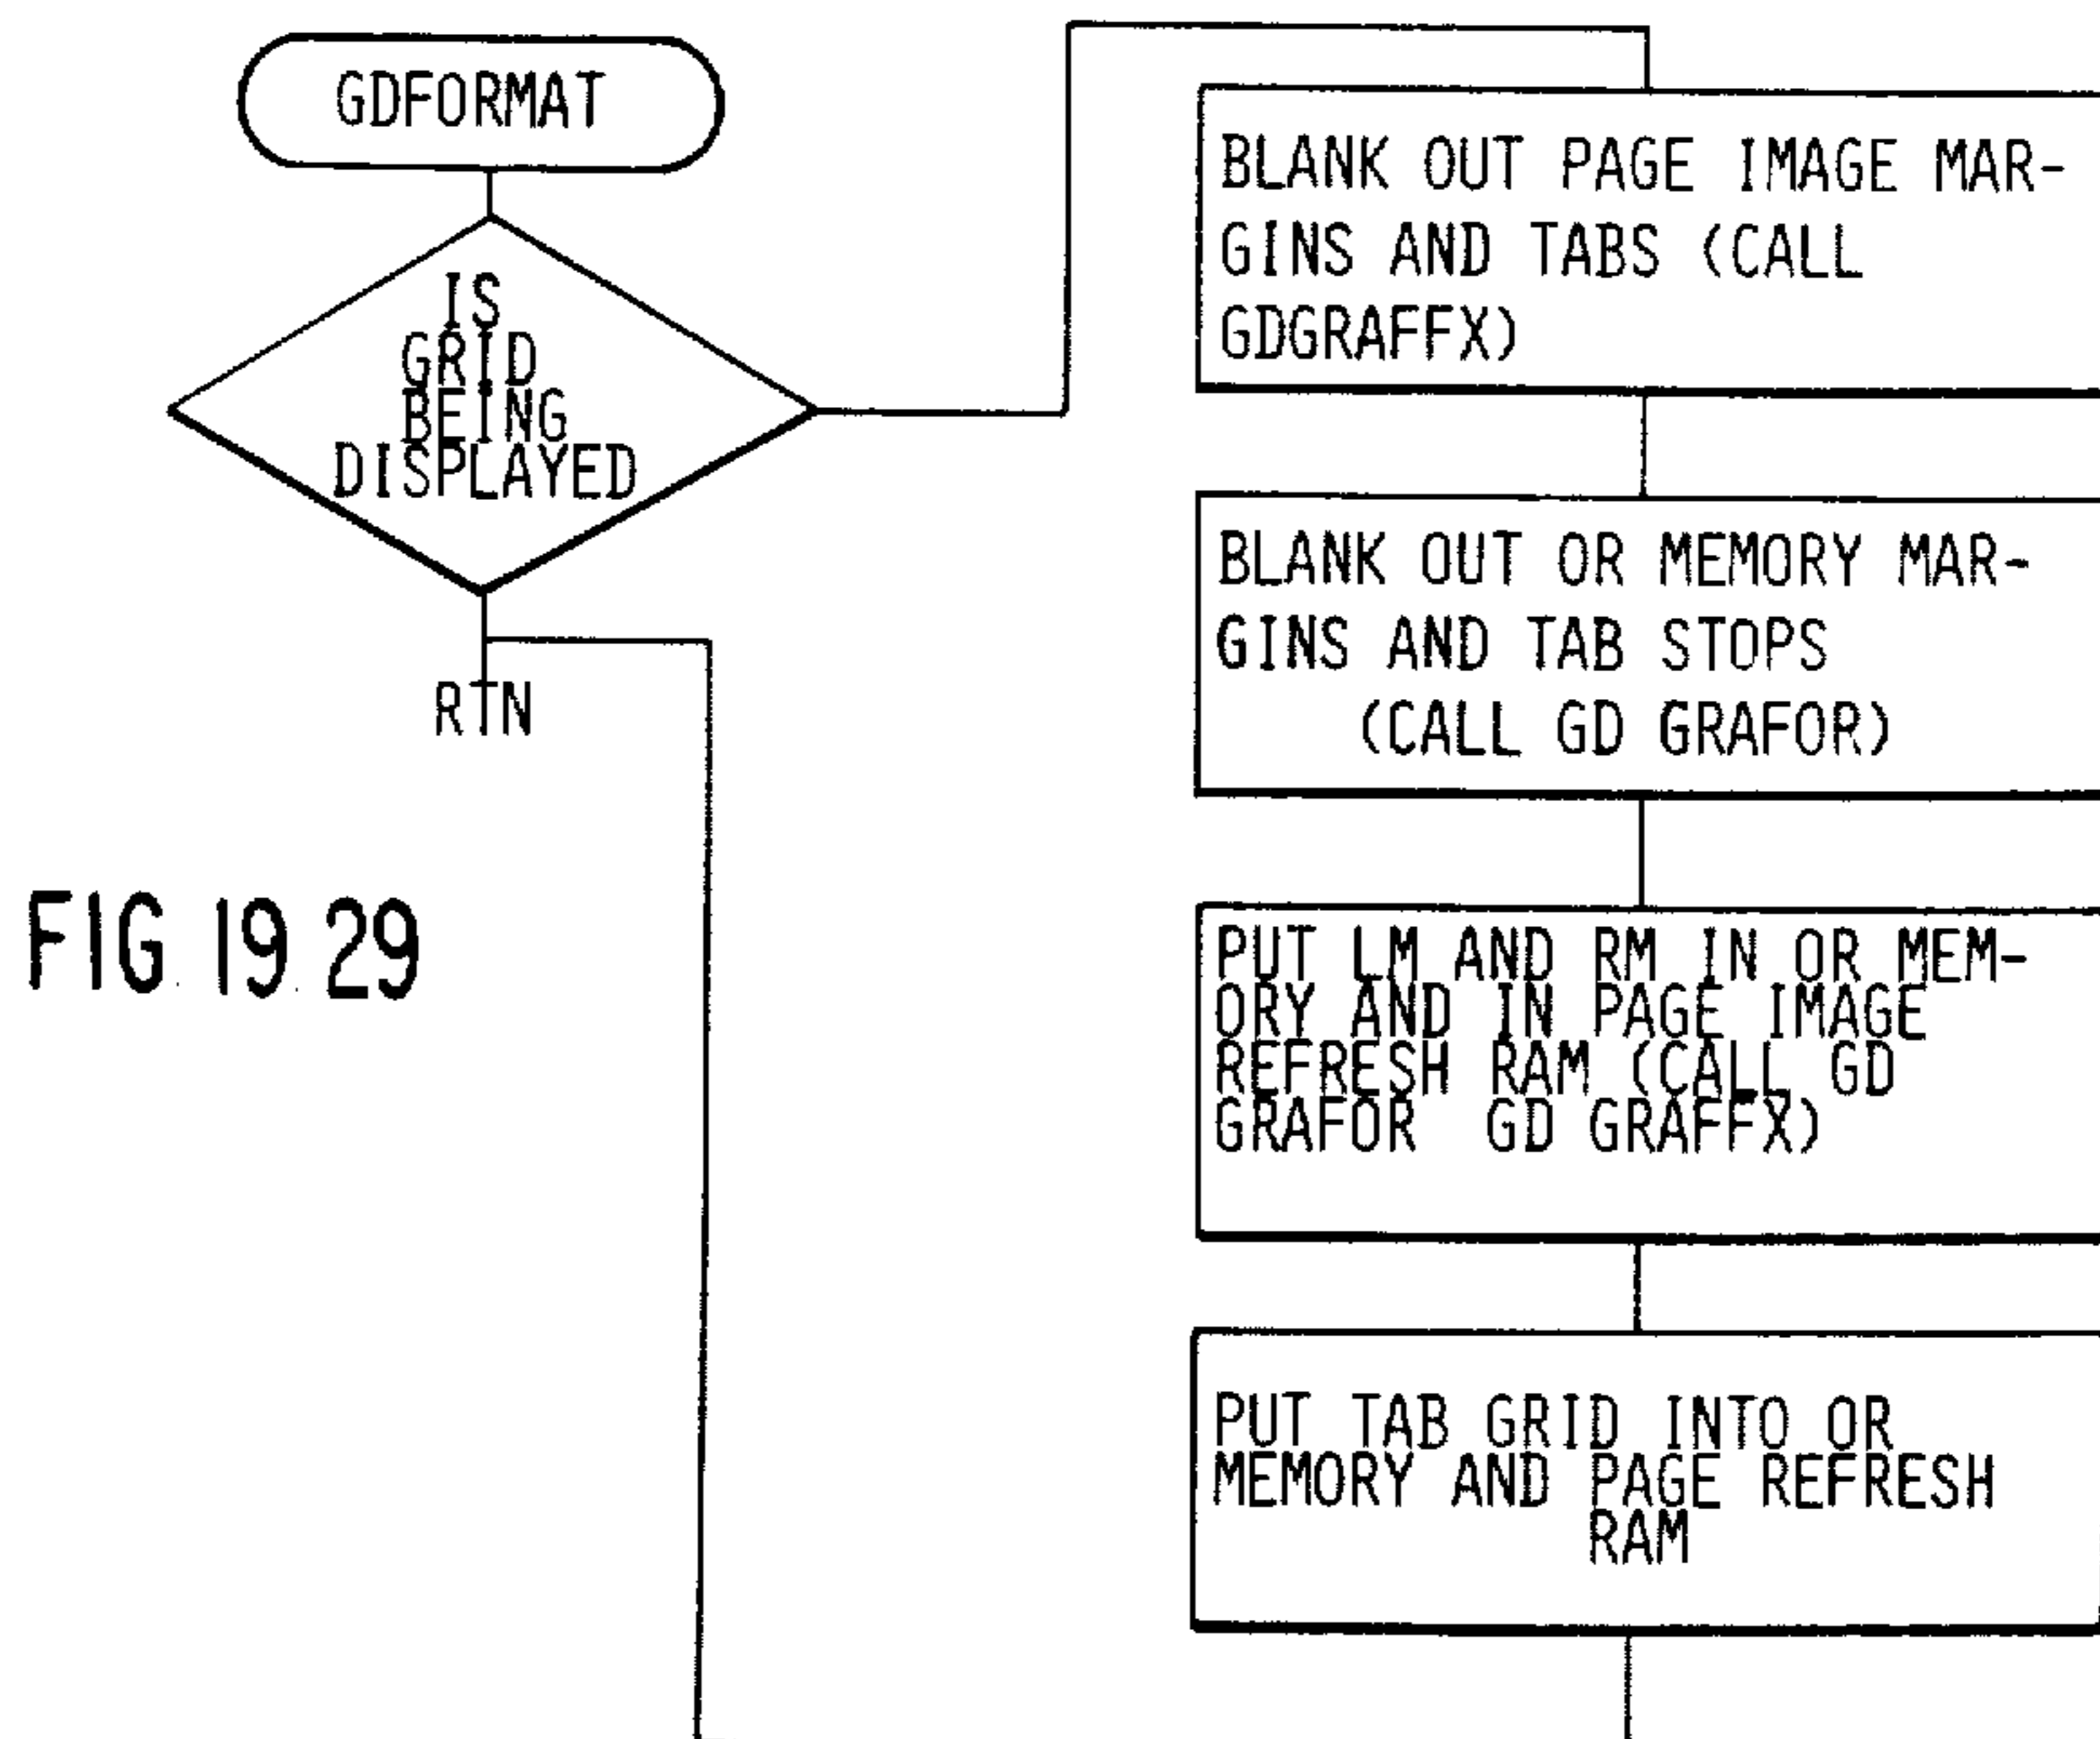 GDFORMAT
IS
GRID
BEING
DISPLAYED
RTN
FIG. 19.29
BLANK OUT PAGE IMAGE MAR-
GINS AND TABS (CALL
GDGRAFFX)
BLANK OUT OR MEMORY MAR-
GINS AND TAB STOPS
(CALL GD GRAFOR)
PUT LM AND RM IN OR MEM-
ORY AND IN PAGE IMAGE
REFRESH RAM (CALL GD
GRAFOR GD GRAFFX)
PUT TAB GRID INTO OR
MEMORY AND PAGE REFRESH
RAM